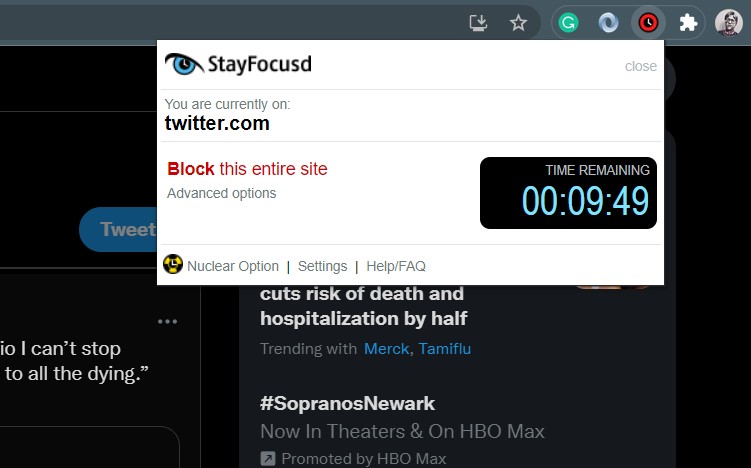 StayFocusd
close
You are currently on:
twitter.com
Block this entire site
Advanced options
TIME REMAINING
00:09:49
Nuclear Option | Settings | Help/FAQ
Tweet
io I can’t stop
to all the dying.”
cuts risk of death and
hospitalization by half
Trending with Merck, Tamiflu
#SopranosNewark
Now In Theaters & On HBO Max
Promoted by HBO Max